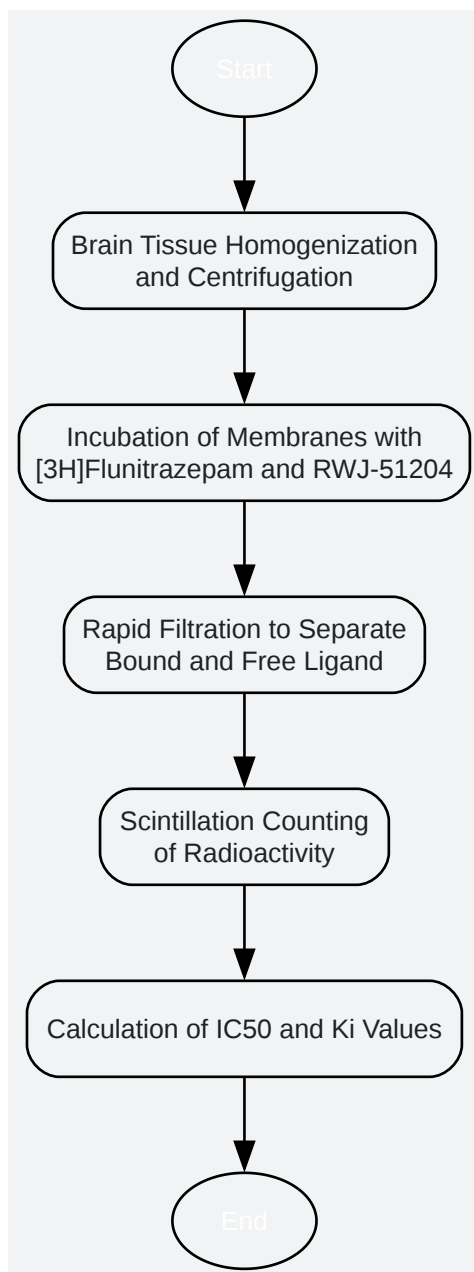 Start
Brain Tissue Homogenization
and Centrifugation
Incubation of Membranes with
[3H]Flunitrazepam and RWJ-51204
Rapid Filtration to Separate
Bound and Free Ligand
Scintillation Counting
of Radioactivity
Calculation of IC50 and Ki Values
End